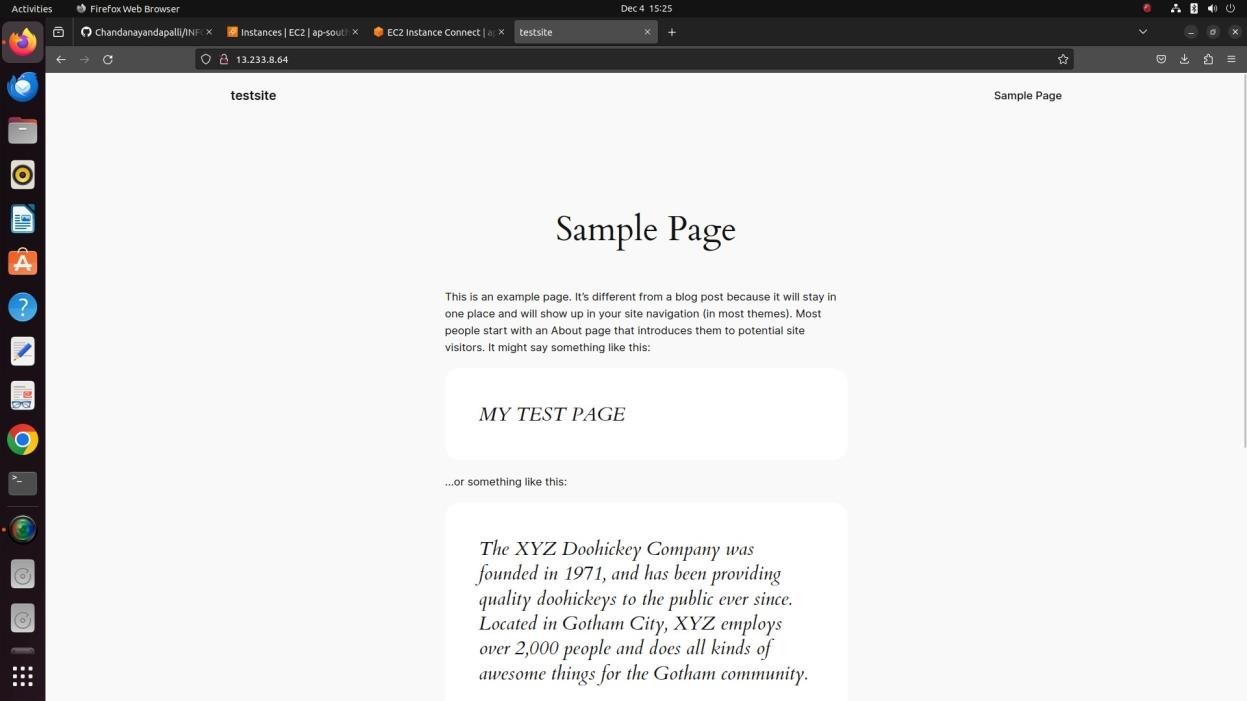 Activities
Firefox Web Browser
Dec 4 15:25
Chandanayandapalli/INFO
Instances | EC2 | ap-south
EC2 Instance Connect | a
testsite
13.233.8.64
testsite
Sample Page
Sample Page
This is an example page. It's different from a blog post because it will stay in
one place and will show up in your site navigation (in most themes). Most
people start with an About page that introduces them to potential site
visitors. It might say something like this:
MY TEST PAGE
...or something like this:
The XYZ Doohickey Company was
founded in 1971, and has been providing
quality doohickeys to the public ever since.
Located in Gotham City, XYZ employs
over 2,000 people and does all kinds of
awesome things for the Gotham community.